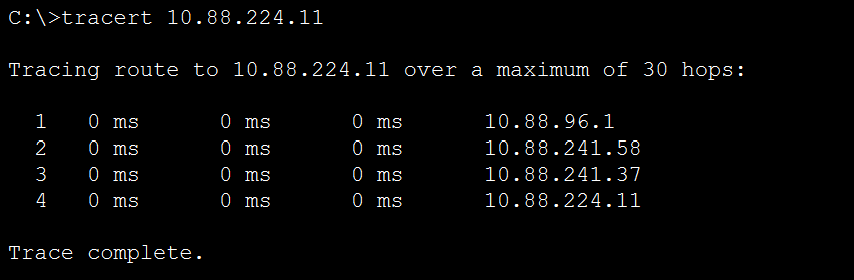 C:\>tracert 10.88.224.11
Tracing route to 10.88.224.11 over a maximum of 30 hops:
1 0 ms 0 ms 0 ms 10.88.96.1
2 0 ms 0 ms 0 ms 10.88.241.58
3 0 ms 0 ms 0 ms 10.88.241.37
4 0 ms 0 ms 0 ms 10.88.224.11
Trace complete.